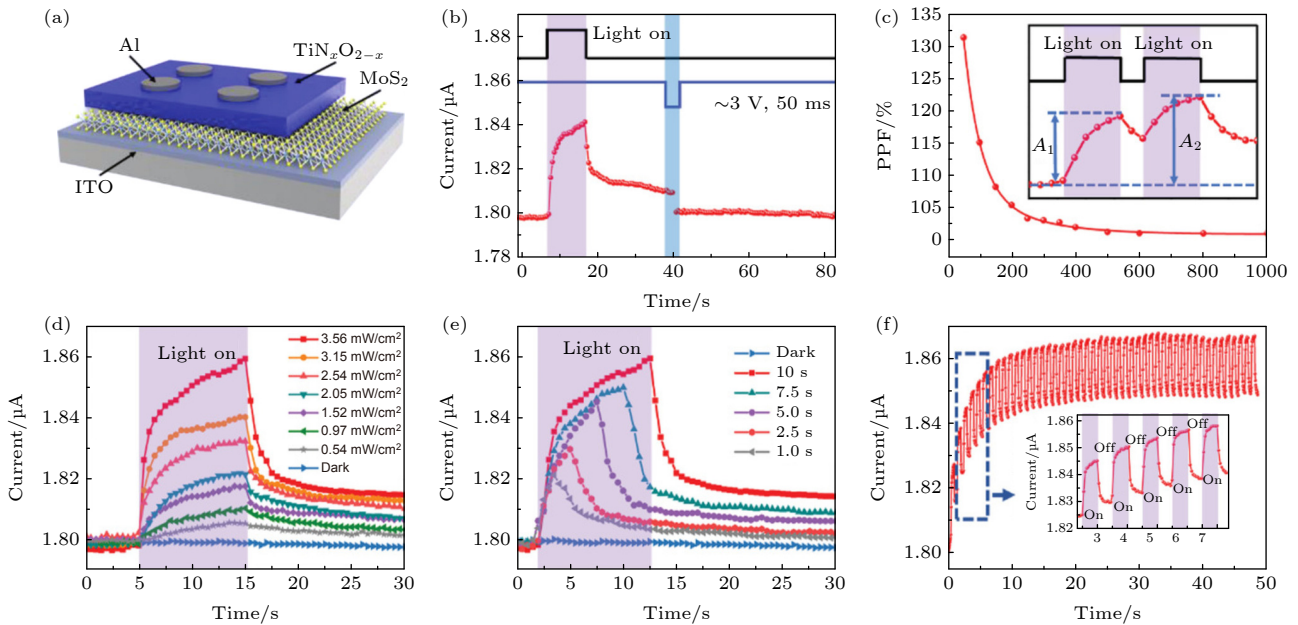 (a)
Al
TiNxO2−x
MoS2
ITO
(b)
1.88
1.86
1.84
1.82
1.80
1.78
Current/μA
Light on
~3 V, 50 ms
0 20 40 60 80
Time/s
(c)
135
130
125
120
115
110
105
0
PPF/%
Light on Light on
A1
A2
0 200 400 600 800 1000
Time/s
(d)
1.86
1.84
1.82
1.80
Current/μA
Light on
3.56 mW/cm2
3.15 mW/cm2
2.54 mW/cm2
2.05 mW/cm2
1.52 mW/cm2
0.97 mW/cm2
0.54 mW/cm2
Dark
0 5 10 15 20 25 30
Time/s
(e)
1.86
1.84
1.82
1.80
Current/μA
Light on
Dark
10 s
7.5 s
5.0 s
2.5 s
1.0 s
0 5 10 15 20 25 30
Time/s
(f)
1.86
1.84
1.82
1.80
Current/μA
1.86
1.85
1.84
1.83
1.82
Current/μA
Off Off Off Off
On On On On
3 4 5 6 7
0 10 20 30 40 50
Time/s